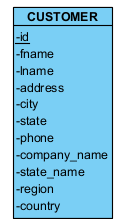 CUSTOMER
-id
-fname
-lname
-address
-city
-state
-phone
-company_name
-state_name
-region
-country